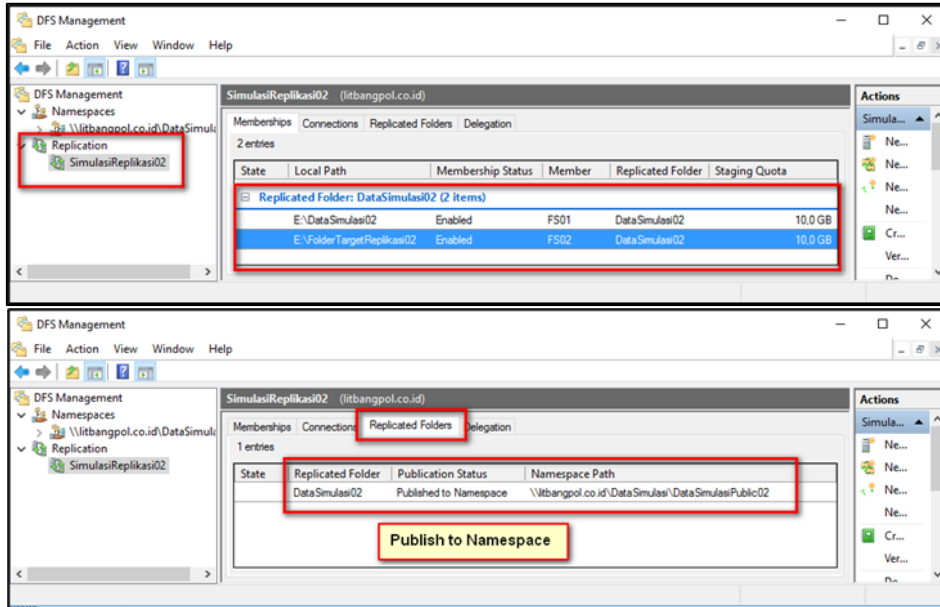 DFS Management
File Action View Window Help
DFS Management
Namespaces
\\litbangpol.co.id\DataSimula
Replication
SimulasiReplikasi02
SimulasiReplikasi02 (litbangpol.co.id)
Memberships Connections Replicated Folders Delegation
2 entries
State Local Path Membership Status Member Replicated Folder Staging Quota
Replicated Folder: DataSimulasi02 (2 items)
E:\DataSimulasi02 Enabled FS01 DataSimulasi02 10,0 GB
E:\FolderTargetReplikasi02 Enabled FS02 DataSimulasi02 10,0 GB
Actions
Simula...
Ne...
Ne...
Ne...
Ne...
Cr...
Ver...
DFS Management
File Action View Window Help
DFS Management
Namespaces
\\litbangpol.co.id\DataSimula
Replication
SimulasiReplikasi02
SimulasiReplikasi02 (litbangpol.co.id)
Memberships Connections Replicated Folders Delegation
1 entries
State Replicated Folder Publication Status Namespace Path
DataSimulasi02 Published to Namespace \\litbangpol.co.id\DataSimulasi\DataSimulasiPublic02
Publish to Namespace
Actions
Simula...
Ne...
Ne...
Ne...
Ne...
Cr...
Ver...